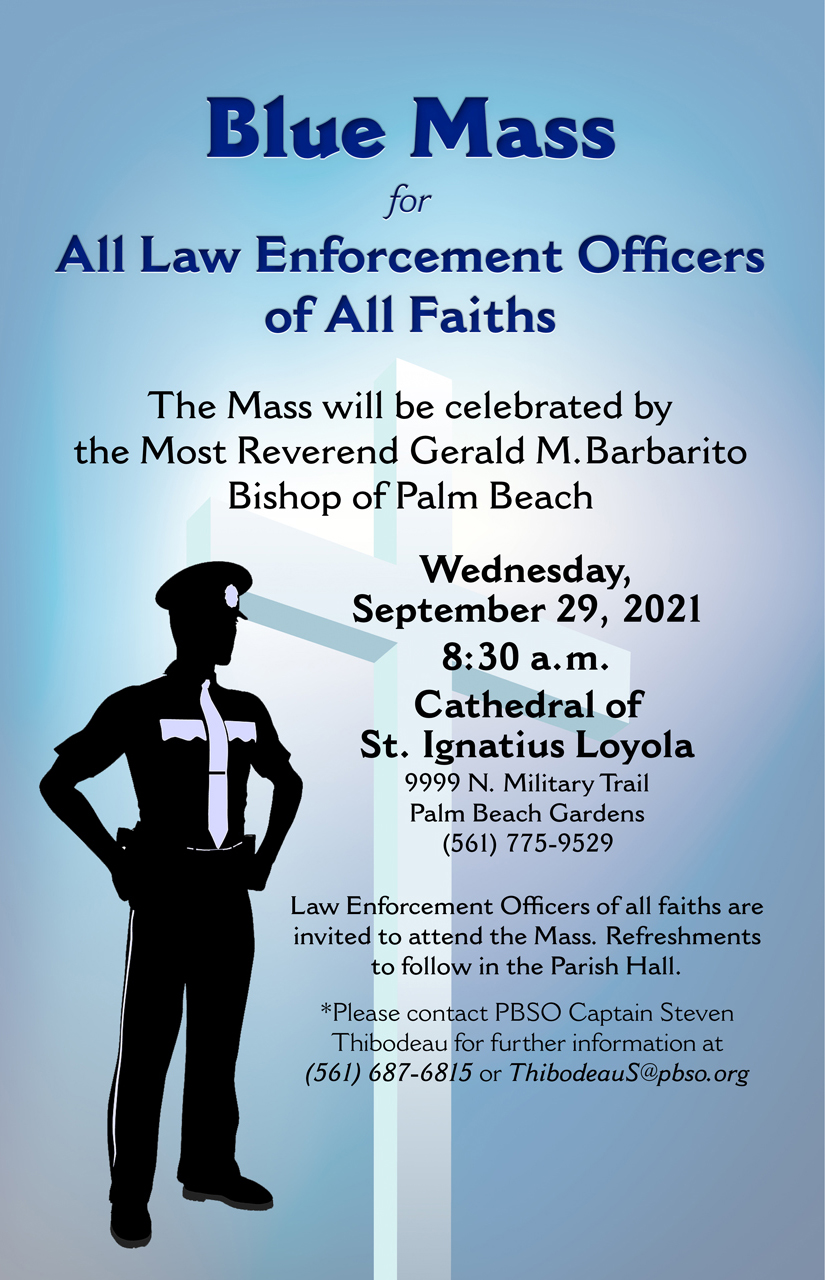 Blue Mass
for
All Law Enforcement Officers
of All Faiths
The Mass will be celebrated by
the Most Reverend Gerald M. Barbarito
Bishop of Palm Beach
Wednesday,
September 29, 2021
8:30 a.m.
Cathedral of
St. Ignatius Loyola
9999 N. Military Trail
Palm Beach Gardens
(561) 775-9529
Law Enforcement Officers of all faiths are
invited to attend the Mass. Refreshments
to follow in the Parish Hall.
*Please contact PBSO Captain Steven
Thibodeau for further information at
(561) 687-6815 or ThibodeauS@pbso.org